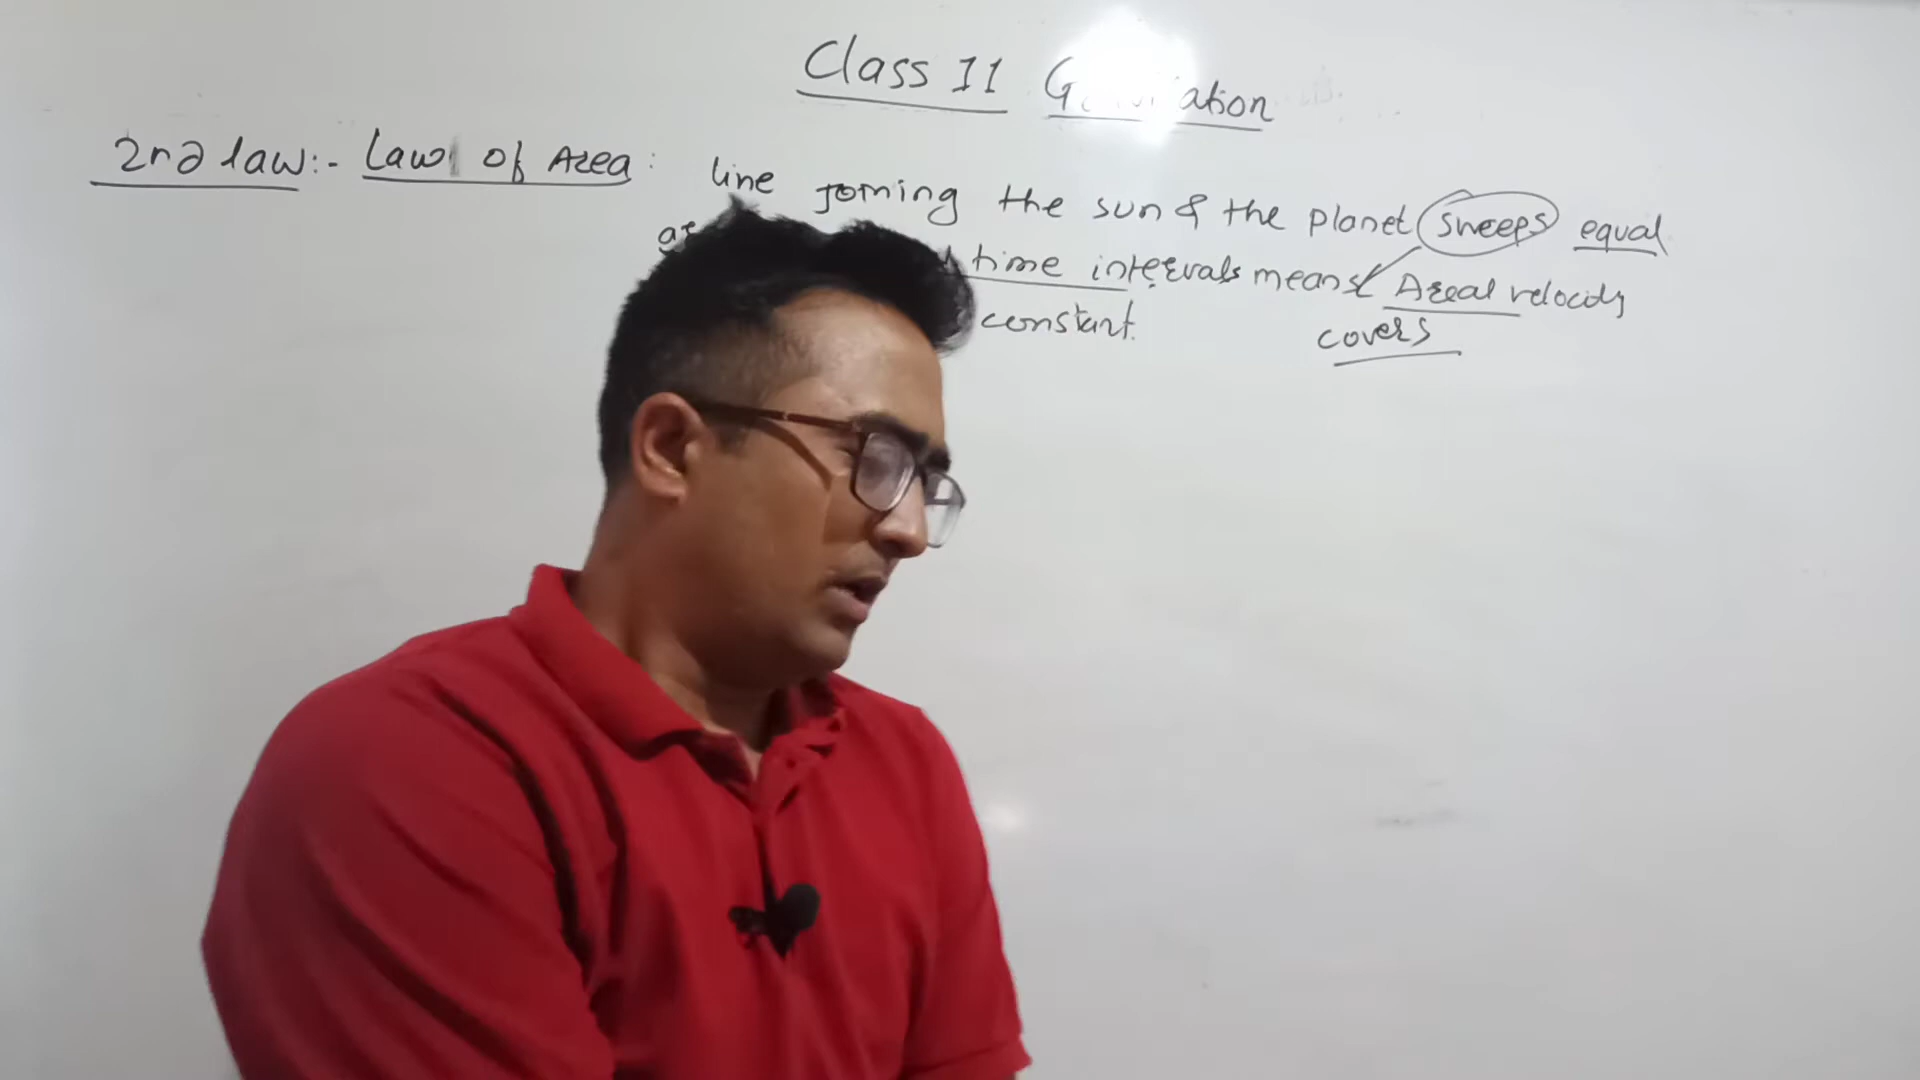 Class 11
2nd law:- Law of Area: line joining the sun & the planet sweeps equal
time intervals means Areal velocity
constant.
covers